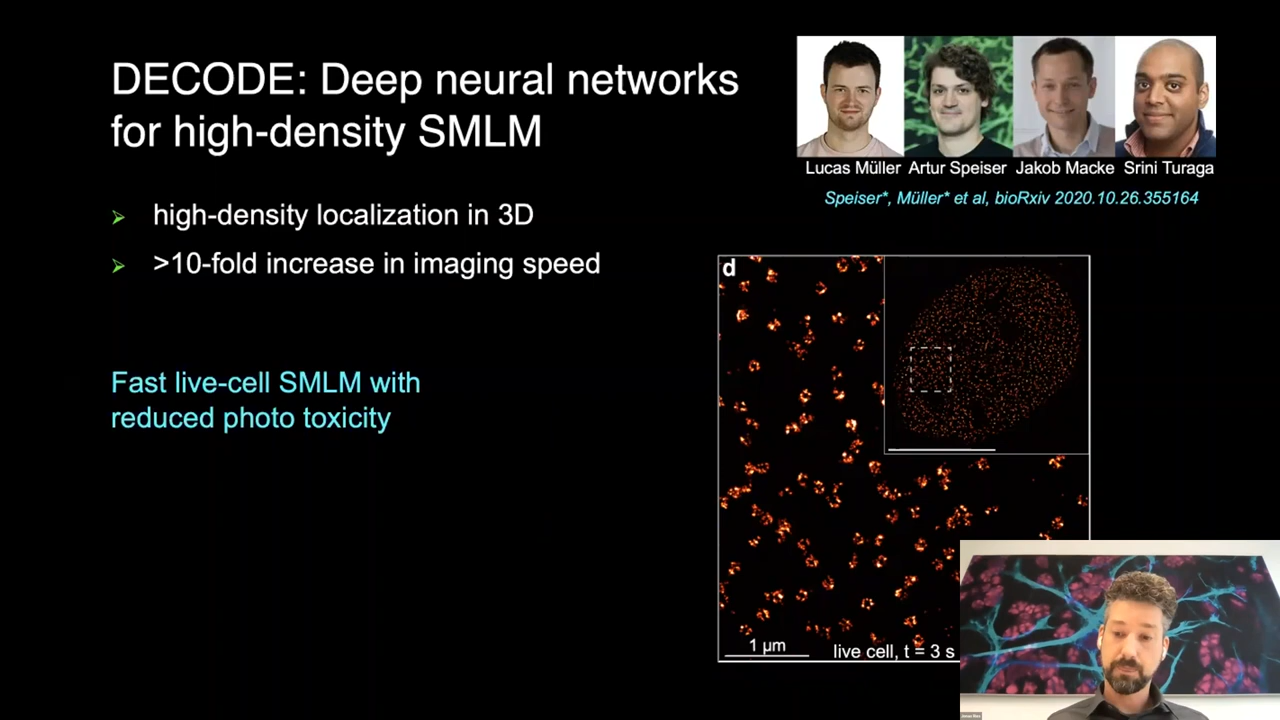 DECODE: Deep neural networks
for high-density SMLM
Lucas Müller Artur Speiser Jakob Macke Srini Turaga
Speiser*, Müller* et al, bioRxiv 2020.10.26.355164
high-density localization in 3D
>10-fold increase in imaging speed
Fast live-cell SMLM with
reduced photo toxicity
d
1 µm
live cell, t = 3 s